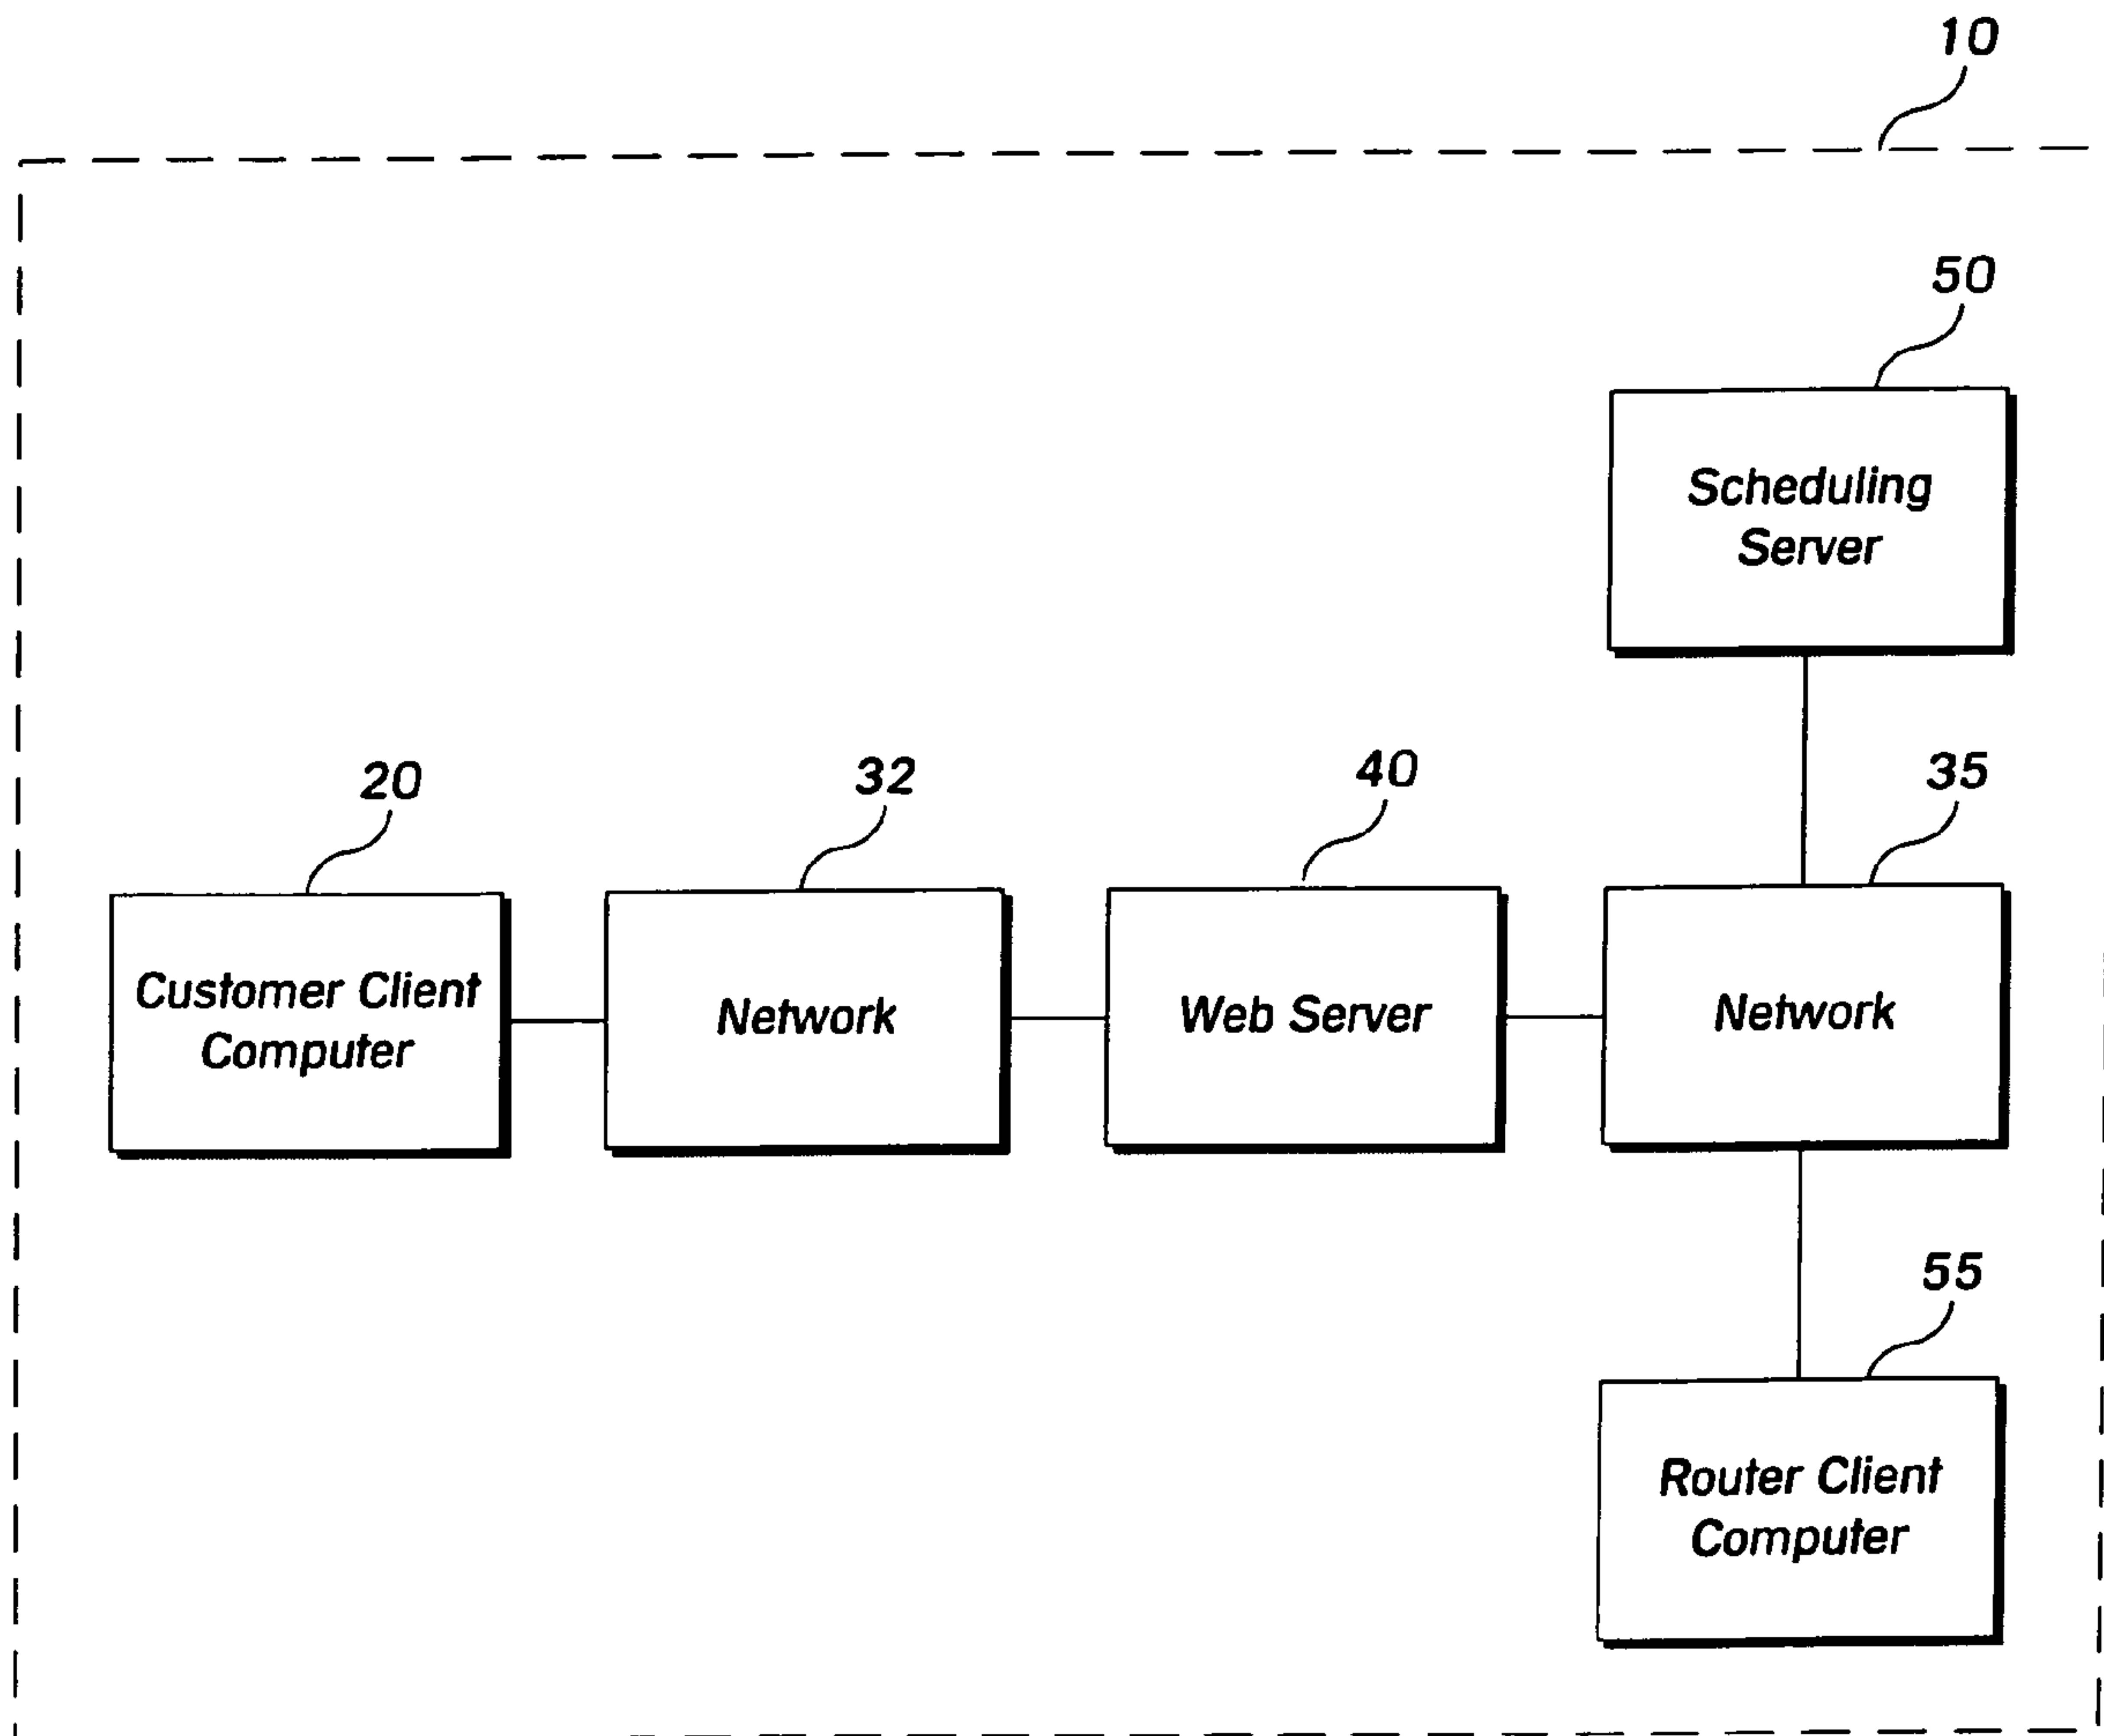 10
50
Scheduling
Server
20
32
40
35
Customer Client
Computer
Network
Web Server
Network
55
Router Client
Computer